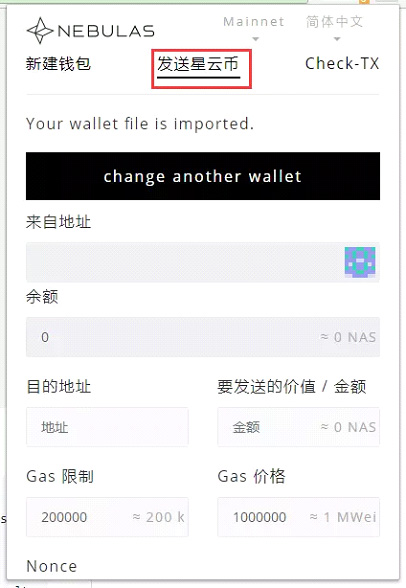 NEBULAS
Mainnet 简体中文
新建钱包 发送星云币 Check-TX
Your wallet file is imported.
change another wallet
来自地址
余额
0 ≈ 0 NAS
目的地址 要发送的价值 / 金额
地址 金额 ≈ 0 NAS
Gas 限制 Gas 价格
200000 ≈ 200 k 1000000 ≈ 1 MWei
s
Nonce